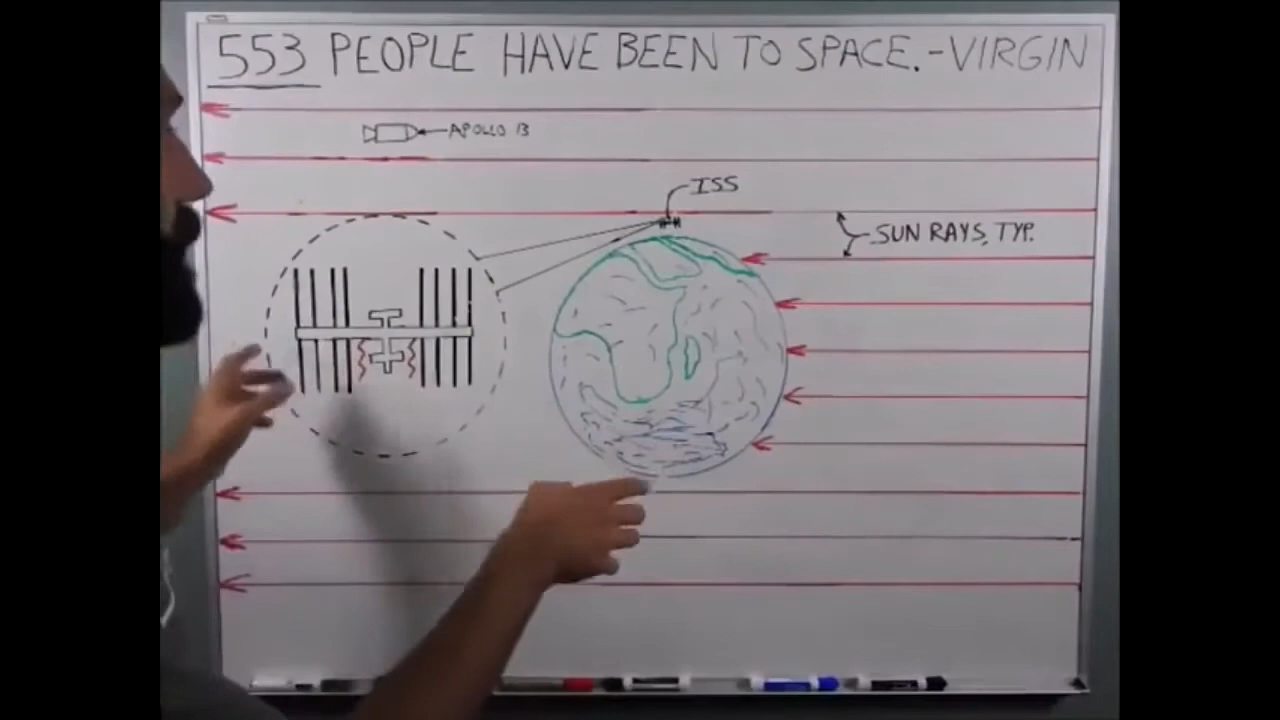 553 PEOPLE HAVE BEEN TO SPACE.-VIRGIN
APOLLO 13
ISS
SUN RAYS, TYP.